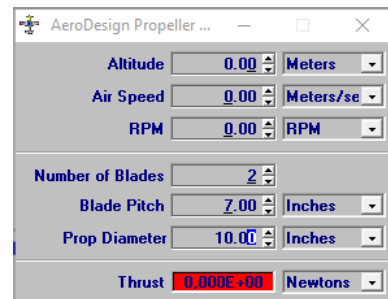 AeroDesign Propeller ...
Altitude 0.00 Meters
Air Speed 0.00 Meters/se
RPM 0.00 RPM
Number of Blades 2
Blade Pitch 7.00 Inches
Prop Diameter 10.00 Inches
Thrust 0,000E+00 Newtons